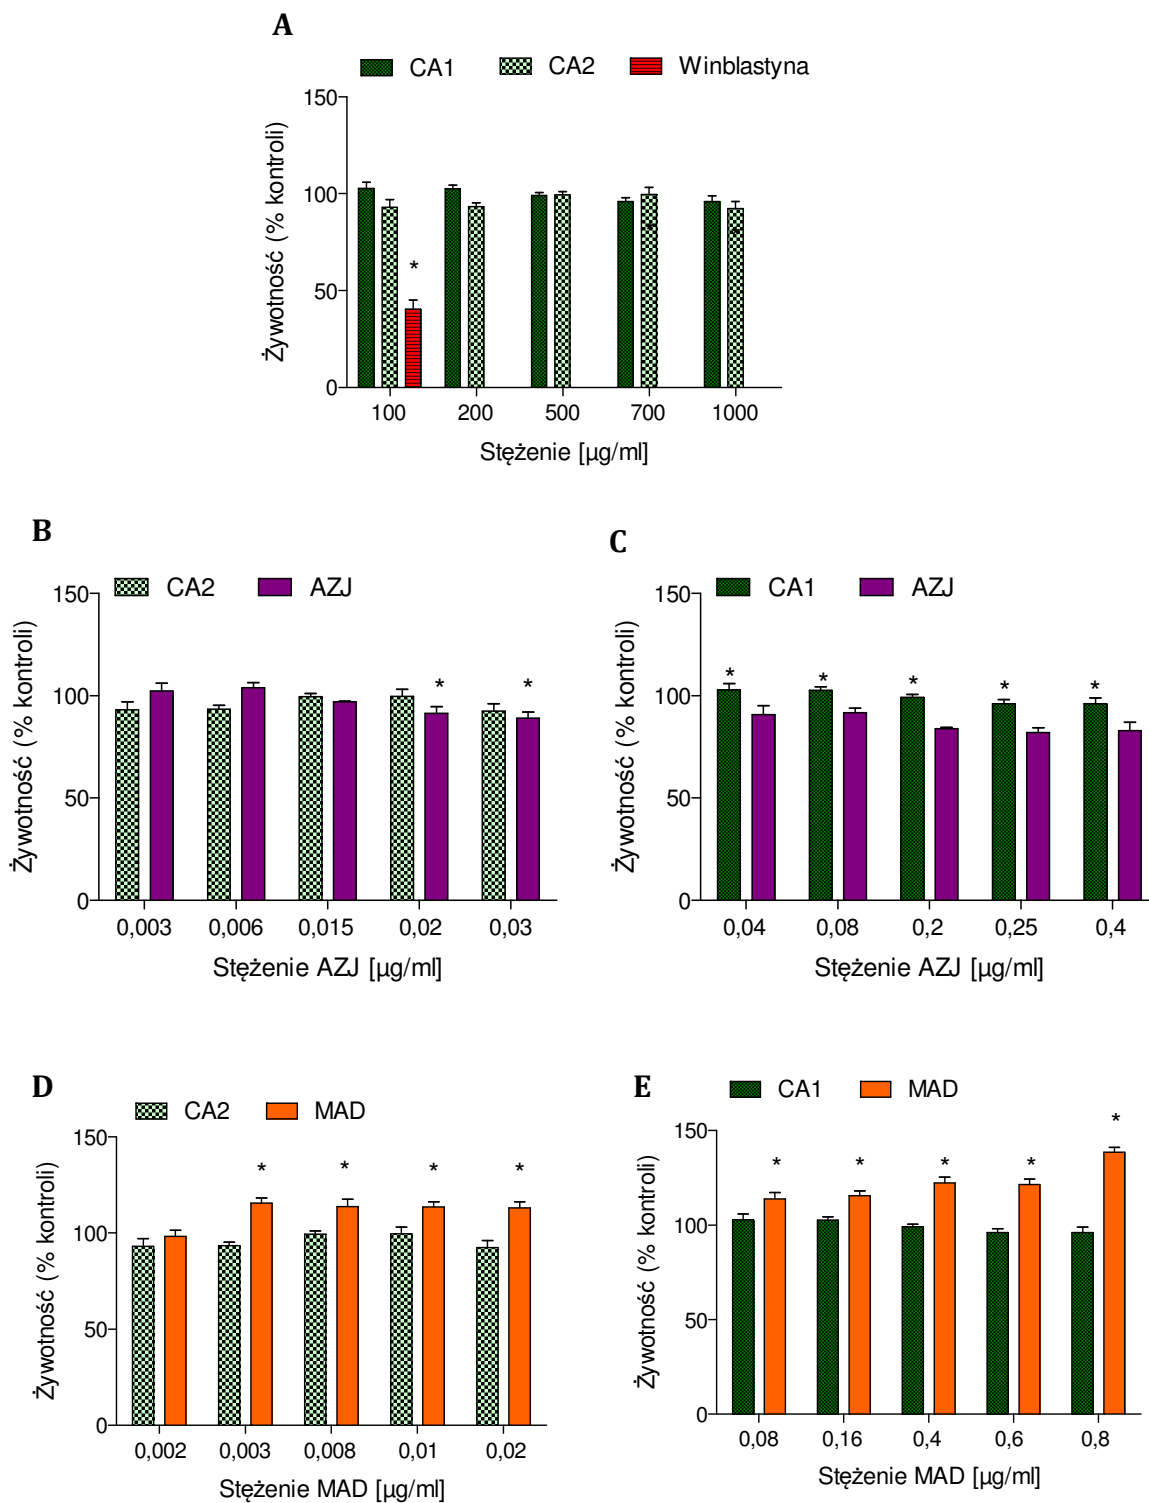 A
CA1 CA2 Winblastyna
150
100
50
0
Żywotność (% kontroli)
*
* *
100 200 500 700 1000
Stężenie [µg/ml]
B
CA2 AZJ
150
100
50
0
Żywotność (% kontroli)
* *
0,003 0,006 0,015 0,02 0,03
Stężenie AZJ [µg/ml]
C
CA1 AZJ
150
100
50
0
Żywotność (% kontroli)
* * * * *
0,04 0,08 0,2 0,25 0,4
Stężenie AZJ [µg/ml]
D
CA2 MAD
150
100
50
0
Żywotność (% kontroli)
* * * *
0,002 0,003 0,008 0,01 0,02
Stężenie MAD [µg/ml]
E
CA1 MAD
150
100
50
0
Żywotność (% kontroli)
* * * * *
0,08 0,16 0,4 0,6 0,8
Stężenie MAD [µg/ml]